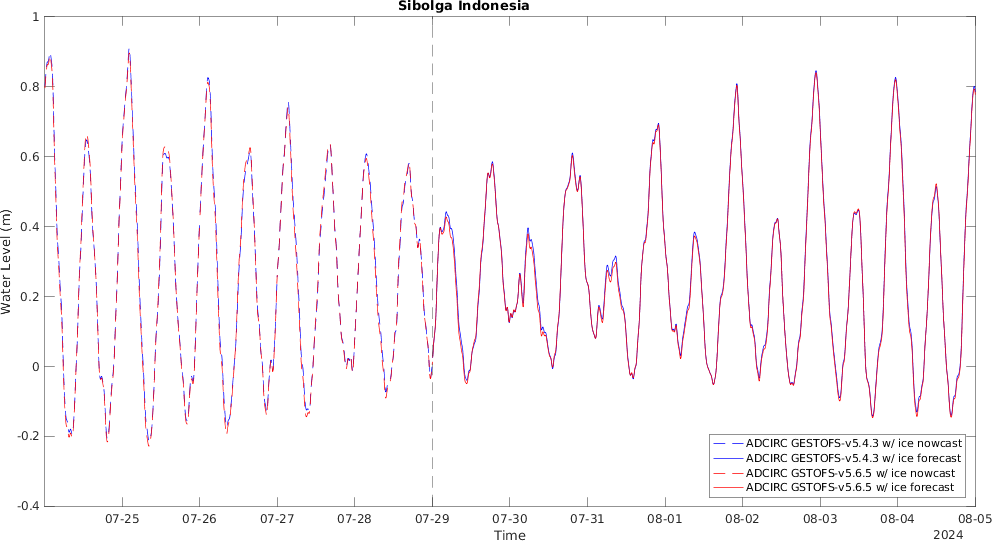 Sibolga Indonesia
1
0.8
0.6
0.4
0.2
0
-0.2
-0.4
Water Level (m)
ADCIRC GESTOFS-v5.4.3 w/ ice nowcast
ADCIRC GESTOFS-v5.4.3 w/ ice forecast
ADCIRC GSTOFS-v5.6.5 w/ ice nowcast
ADCIRC GSTOFS-v5.6.5 w/ ice forecast
07-25 07-26 07-27 07-28 07-29 07-30 07-31 08-01 08-02 08-03 08-04 08-05
Time
2024